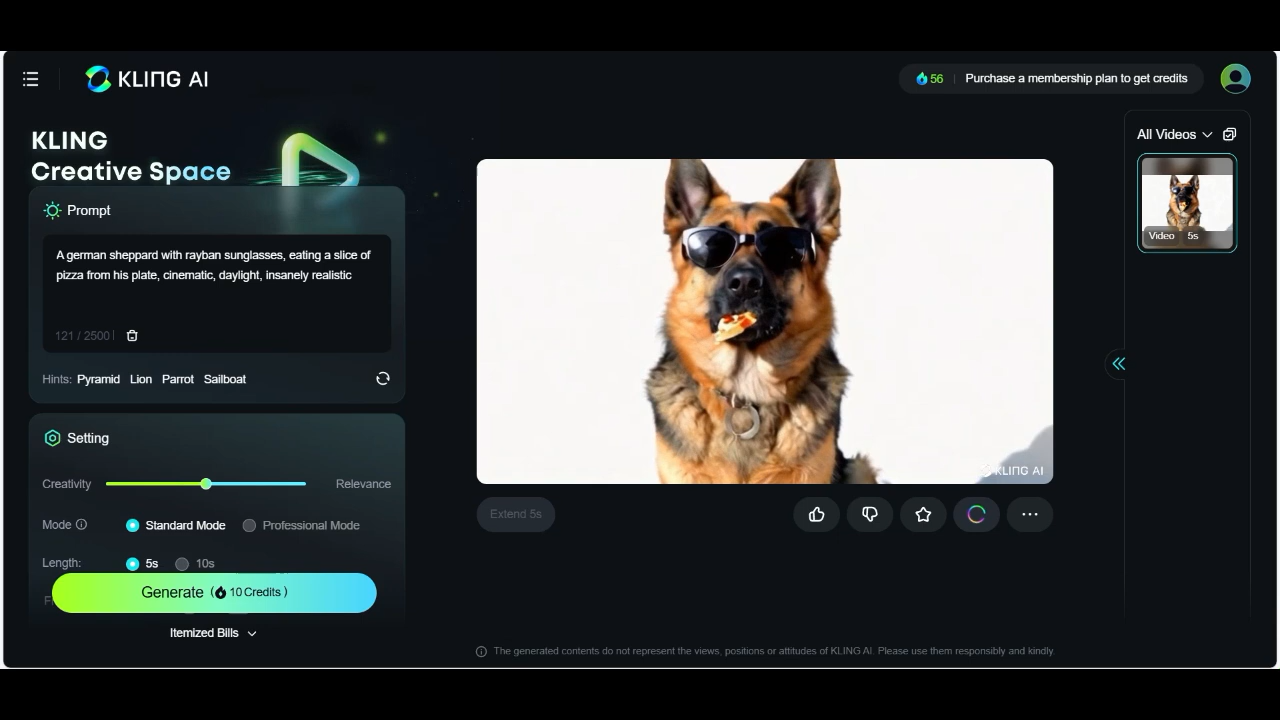 KLING AI
56 | Purchase a membership plan to get credits
KLING
Creative Space
Prompt
A german sheppard with rayban sunglasses, eating a slice of
pizza from his plate, cinematic, daylight, insanely realistic
121 / 2500
Hints: Pyramid Lion Parrot Sailboat
Setting
Creativity Relevance
Mode Standard Mode Professional Mode
Length: 5s 10s
Generate ( 10 Credits )
Itemized Bills
KLING AI
Extend 5s
All Videos
Video 5s
The generated contents do not represent the views, positions or attitudes of KLING AI. Please use them responsibly and kindly.